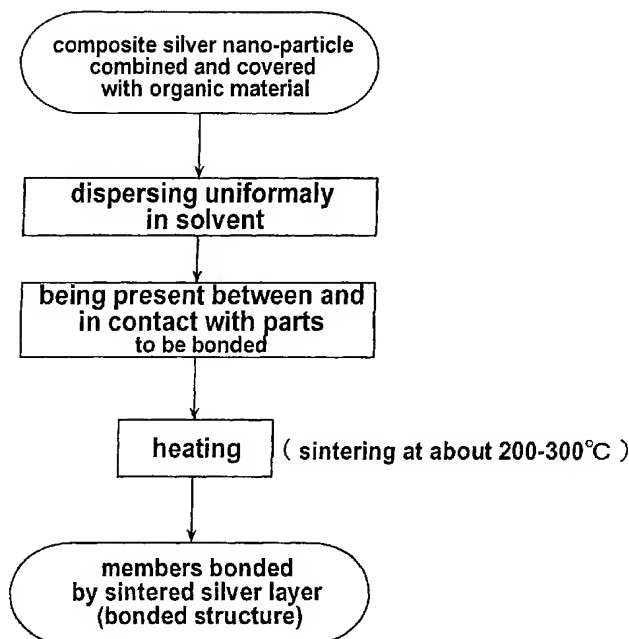 composite silver nano-particle
combined and covered
with organic material
dispersing uniformaly
in solvent
being present between and
in contact with parts
to be bonded
heating ( sintering at about 200-300℃ )
members bonded
by sintered silver layer
(bonded structure)